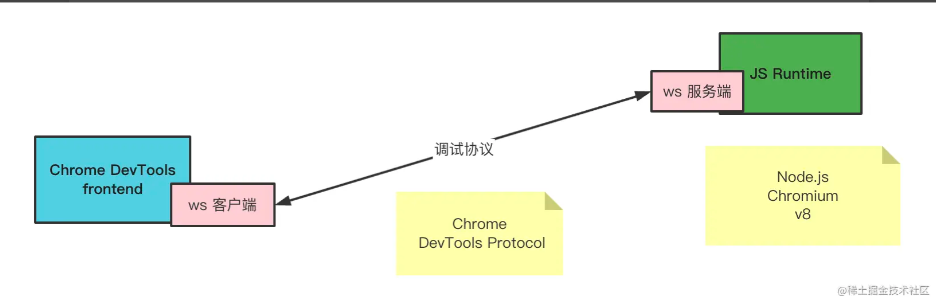 JS Runtime
ws 服务端
调试协议
Chrome DevTools
frontend
ws 客户端
Chrome
DevTools Protocol
Node.js
Chromium
v8
@稀土掘金技术社区